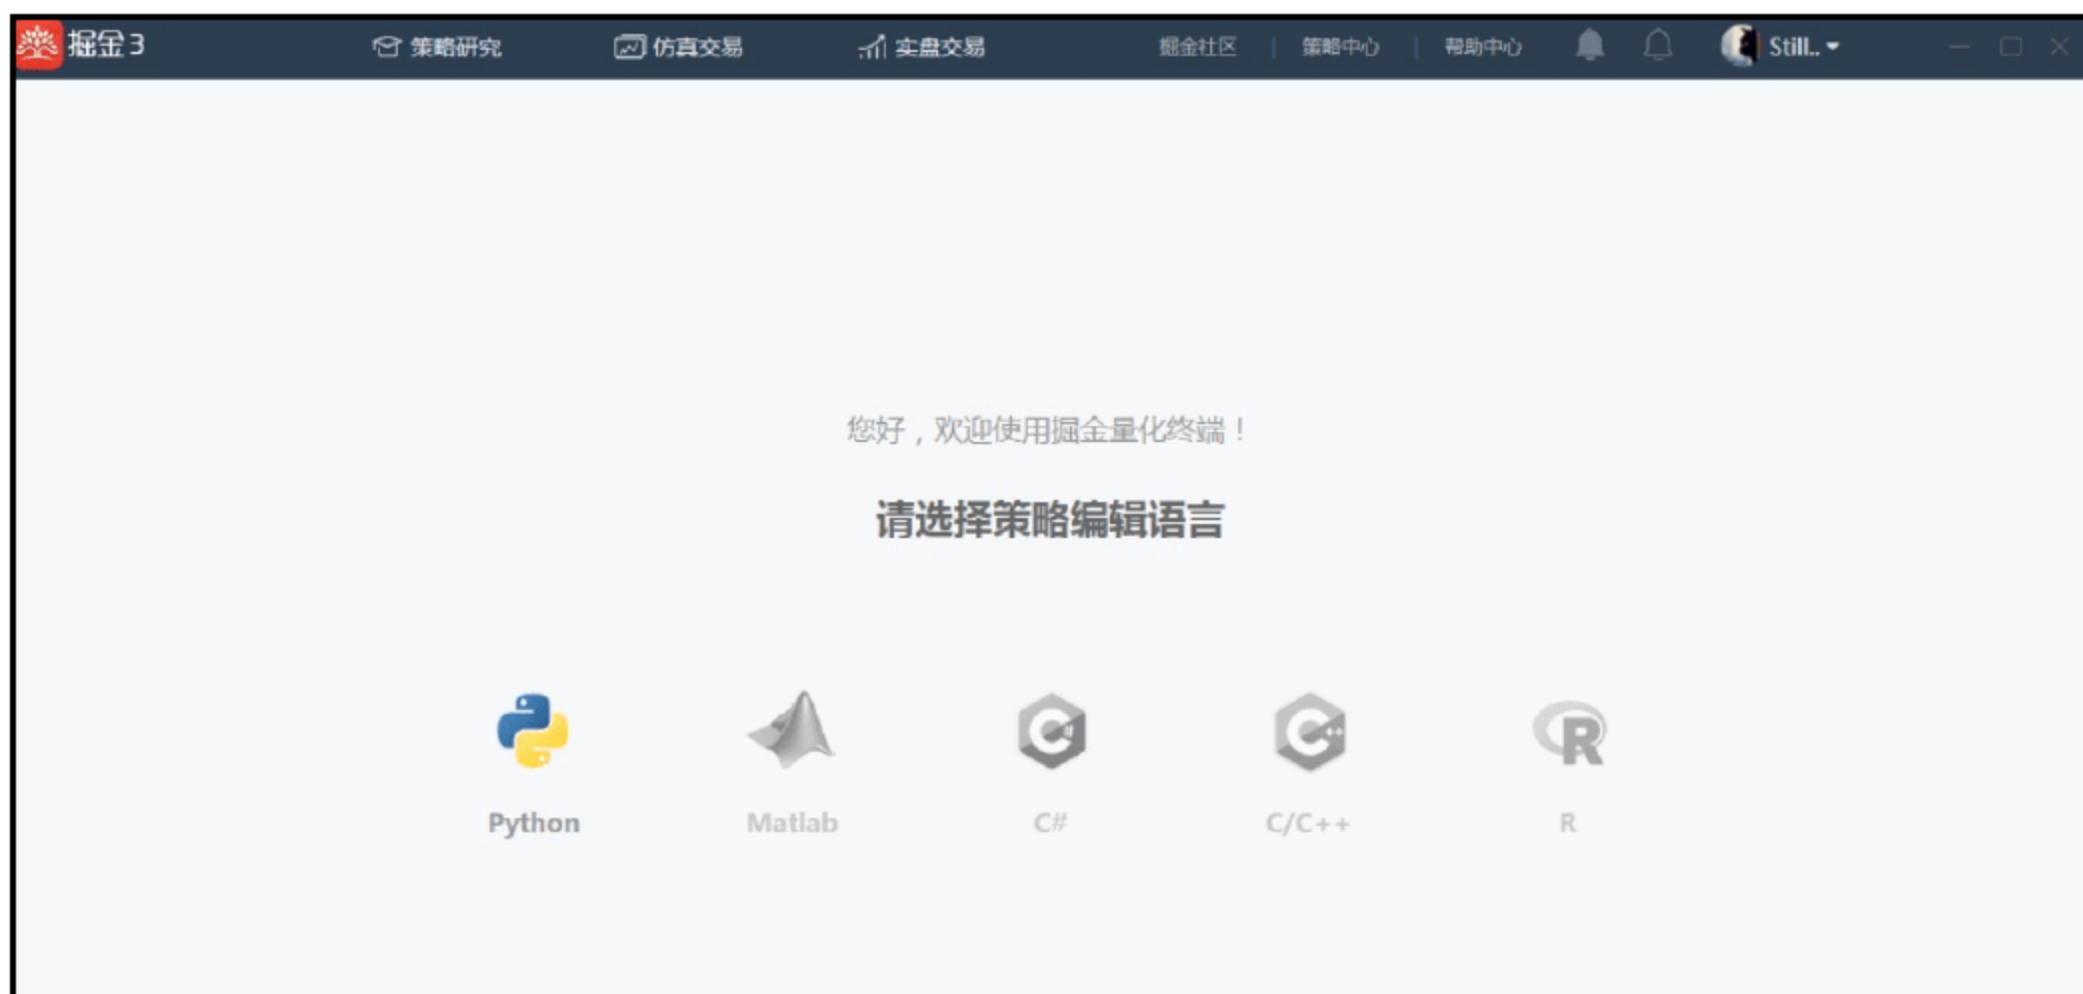 掘金3 策略研究 仿真交易 实盘交易 掘金社区 | 策略中心 | 帮助中心 Still..
您好，欢迎使用掘金量化终端！
请选择策略编辑语言
Python Matlab C# C/C++ R